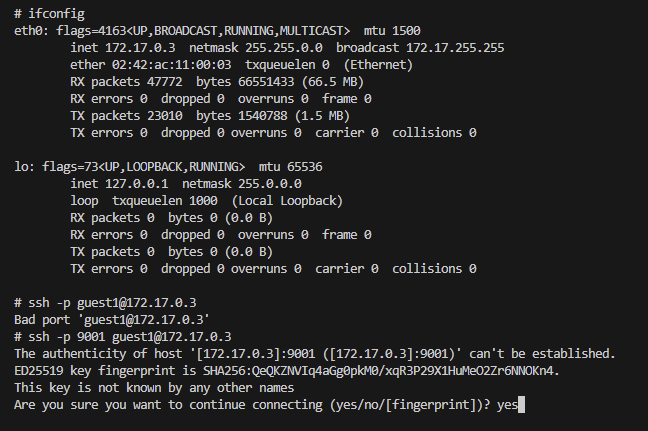 # ifconfig
eth0: flags=4163<UP,BROADCAST,RUNNING,MULTICAST>  mtu 1500
        inet 172.17.0.3  netmask 255.255.0.0  broadcast 172.17.255.255
        ether 02:42:ac:11:00:03  txqueuelen 0  (Ethernet)
        RX packets 47772  bytes 66551433 (66.5 MB)
        RX errors 0  dropped 0  overruns 0  frame 0
        TX packets 23010  bytes 1540788 (1.5 MB)
        TX errors 0  dropped 0 overruns 0  carrier 0  collisions 0

lo: flags=73<UP,LOOPBACK,RUNNING>  mtu 65536
        inet 127.0.0.1  netmask 255.0.0.0
        loop  txqueuelen 1000  (Local Loopback)
        RX packets 0  bytes 0 (0.0 B)
        RX errors 0  dropped 0  overruns 0  frame 0
        TX packets 0  bytes 0 (0.0 B)
        TX errors 0  dropped 0 overruns 0  carrier 0  collisions 0

# ssh -p guest1@172.17.0.3
Bad port 'guest1@172.17.0.3'
# ssh -p 9001 guest1@172.17.0.3
The authenticity of host '[172.17.0.3]:9001 ([172.17.0.3]:9001)' can't be established.
ED25519 key fingerprint is SHA256:QeQKZNVIq4aGg0pkM0/xqR3P29X1HuMeO2Zr6NNOKn4.
This key is not known by any other names
Are you sure you want to continue connecting (yes/no/[fingerprint])? yes